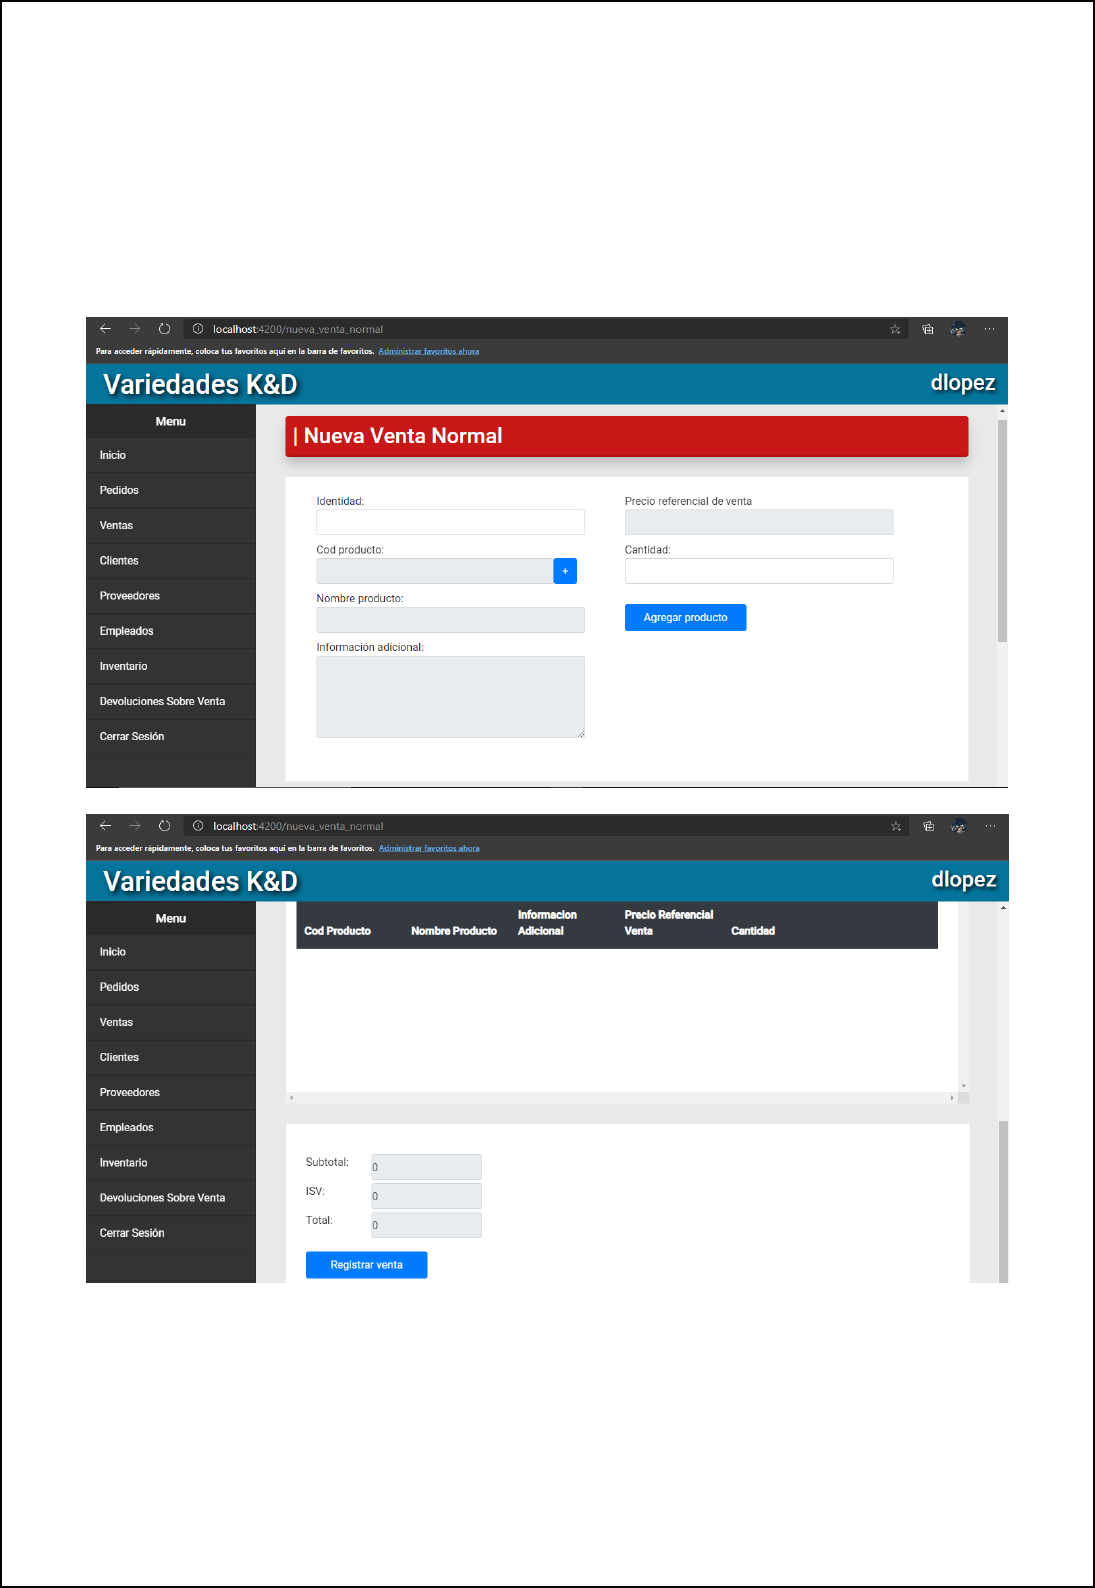 localhost:4200/nueva_venta_normal
Para acceder rápidamente, coloca tus favoritos aquí en la barra de favoritos. Administrar favoritos ahora
Variedades K&D
dlopez
Menu
Inicio
Pedidos
Ventas
Clientes
Proveedores
Empleados
Inventario
Devoluciones Sobre Venta
Cerrar Sesión
| Nueva Venta Normal
Identidad:
Cod producto:
+
Nombre producto:
Información adicional:
Precio referencial de venta
Cantidad:
Agregar producto
localhost:4200/nueva_venta_normal
Para acceder rápidamente, coloca tus favoritos aquí en la barra de favoritos. Administrar favoritos ahora
Variedades K&D
dlopez
Menu
Inicio
Pedidos
Ventas
Clientes
Proveedores
Empleados
Inventario
Devoluciones Sobre Venta
Cerrar Sesión
Cod Producto
Nombre Producto
Informacion
Adicional
Precio Referencial
Venta
Cantidad
Subtotal: 0
ISV: 0
Total: 0
Registrar venta